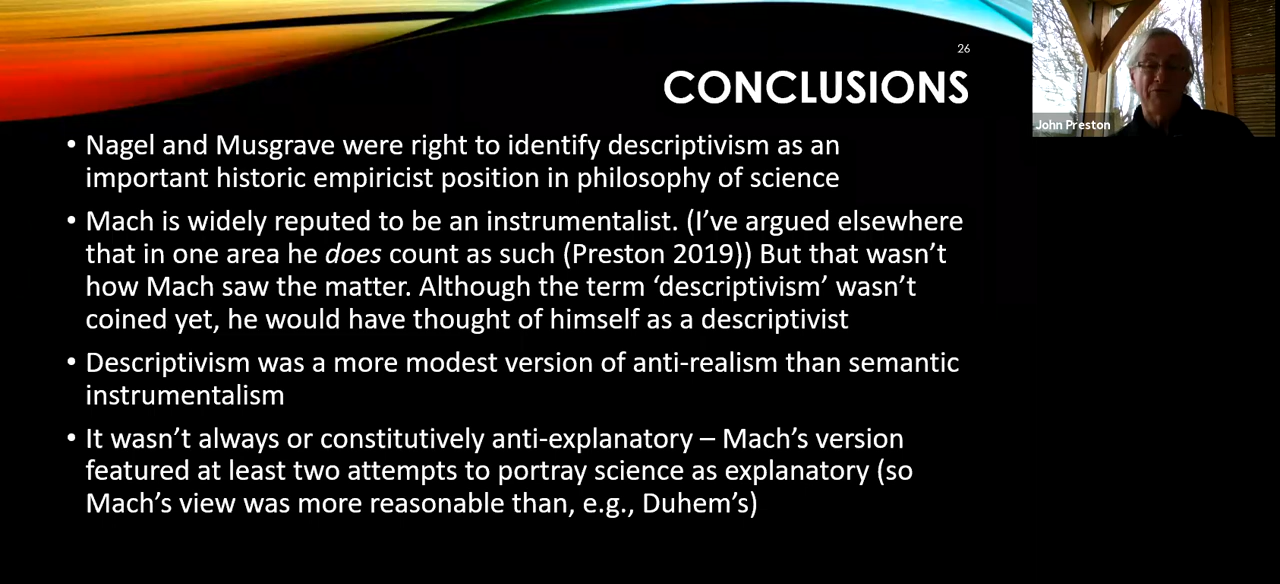 26
CONCLUSIONS
John Preston
• Nagel and Musgrave were right to identify descriptivism as an
important historic empiricist position in philosophy of science
• Mach is widely reputed to be an instrumentalist. (I’ve argued elsewhere
that in one area he does count as such (Preston 2019)) But that wasn’t
how Mach saw the matter. Although the term ‘descriptivism’ wasn’t
coined yet, he would have thought of himself as a descriptivist
• Descriptivism was a more modest version of anti-realism than semantic
instrumentalism
• It wasn’t always or constitutively anti-explanatory – Mach’s version
featured at least two attempts to portray science as explanatory (so
Mach’s view was more reasonable than, e.g., Duhem’s)